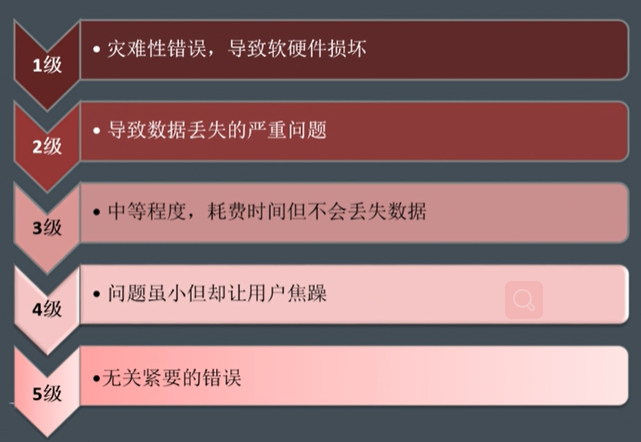 1级
• 灾难性错误，导致软硬件损坏
2级
• 导致数据丢失的严重问题
3级
• 中等程度，耗费时间但不会丢失数据
4级
• 问题虽小但却让用户焦躁
5级
•无关紧要的错误